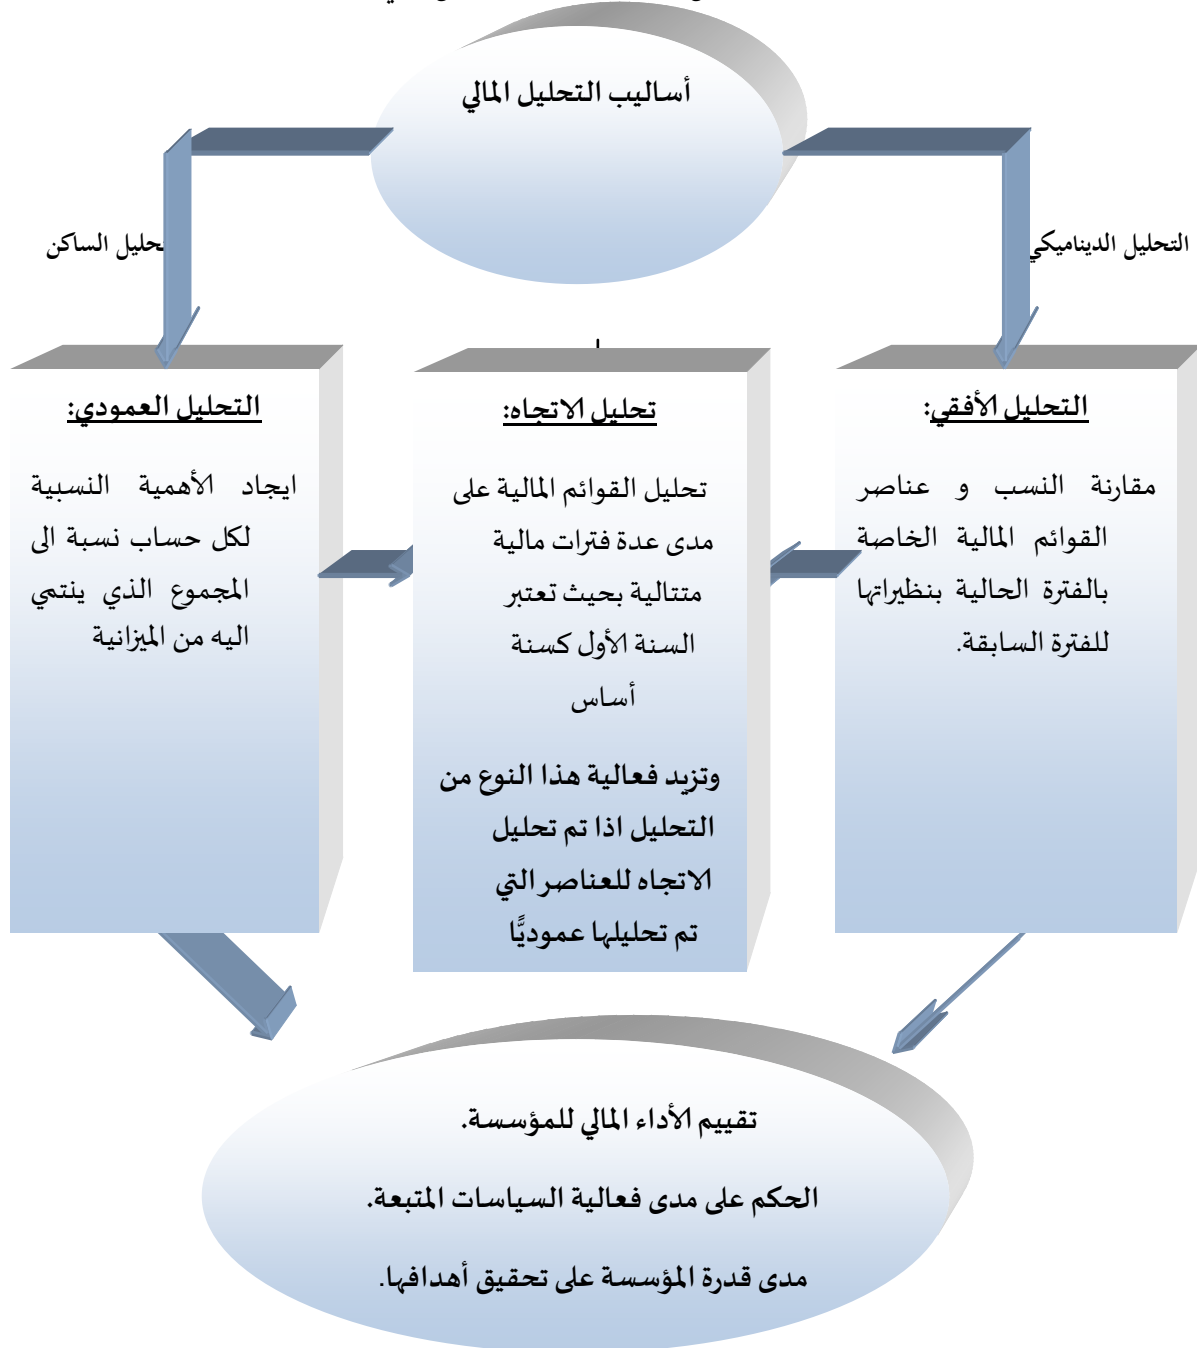 أساليب التحليل المالي
التحليل الديناميكي
الساكن
التحليل الأفقي:
مقارنة النسب و عناصر
القوائم المالية الخاصة
بالفترة الحالية بنظيراتها
للفترة السابقة.
تحليل الاتجاه:
تحليل القوائم المالية على
مدى عدة فترات مالية
متتالية بحيث تعتبر
السنة الأول كسنة
أساس
وتزيد فعالية هذا النوع من
التحليل اذا تم تحليل
الاتجاه للعناصر التي
تم تحليلها عموديًّا
التحليل العمودي:
ايجاد الأهمية النسبية
لكل حساب نسبة الى
المجموع الذي ينتمي
اليه من الميزانية
تقييم الأداء المالي للمؤسسة.
الحكم على مدى فعالية السياسات المتبعة.
مدى قدرة المؤسسة على تحقيق أهدافها.